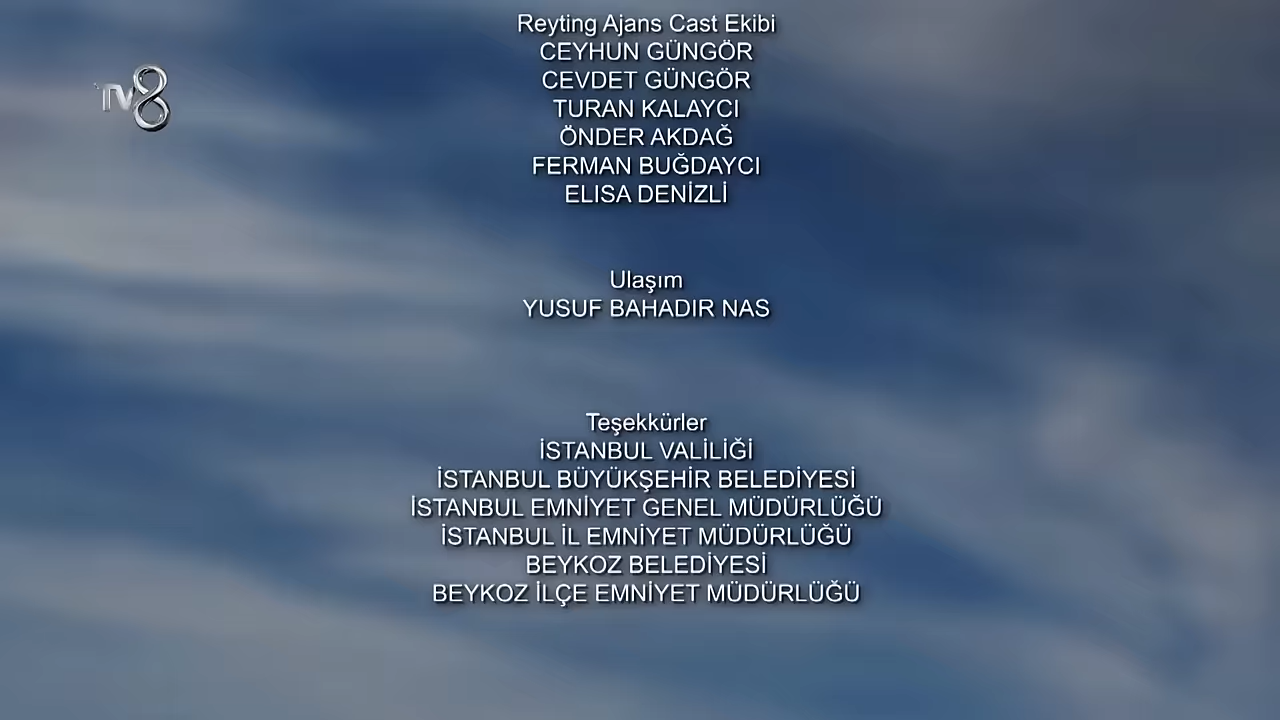 Reyting Ajans Cast Ekibi
CEYHUN GÜNGÖR
CEVDET GÜNGÖR
TURAN KALAYCI
ÖNDER AKDAĞ
FERMAN BUĞDAYCI
ELISA DENİZLİ
TV8
Ulaşım
YUSUF BAHADIR NAS
Teşekkürler
İSTANBUL VALİLİĞİ
İSTANBUL BÜYÜKŞEHİR BELEDİYESİ
İSTANBUL EMNİYET GENEL MÜDÜRLÜĞÜ
İSTANBUL İL EMNİYET MÜDÜRLÜĞÜ
BEYKOZ BELEDİYESİ
BEYKOZ İLÇE EMNİYET MÜDÜRLÜĞÜ